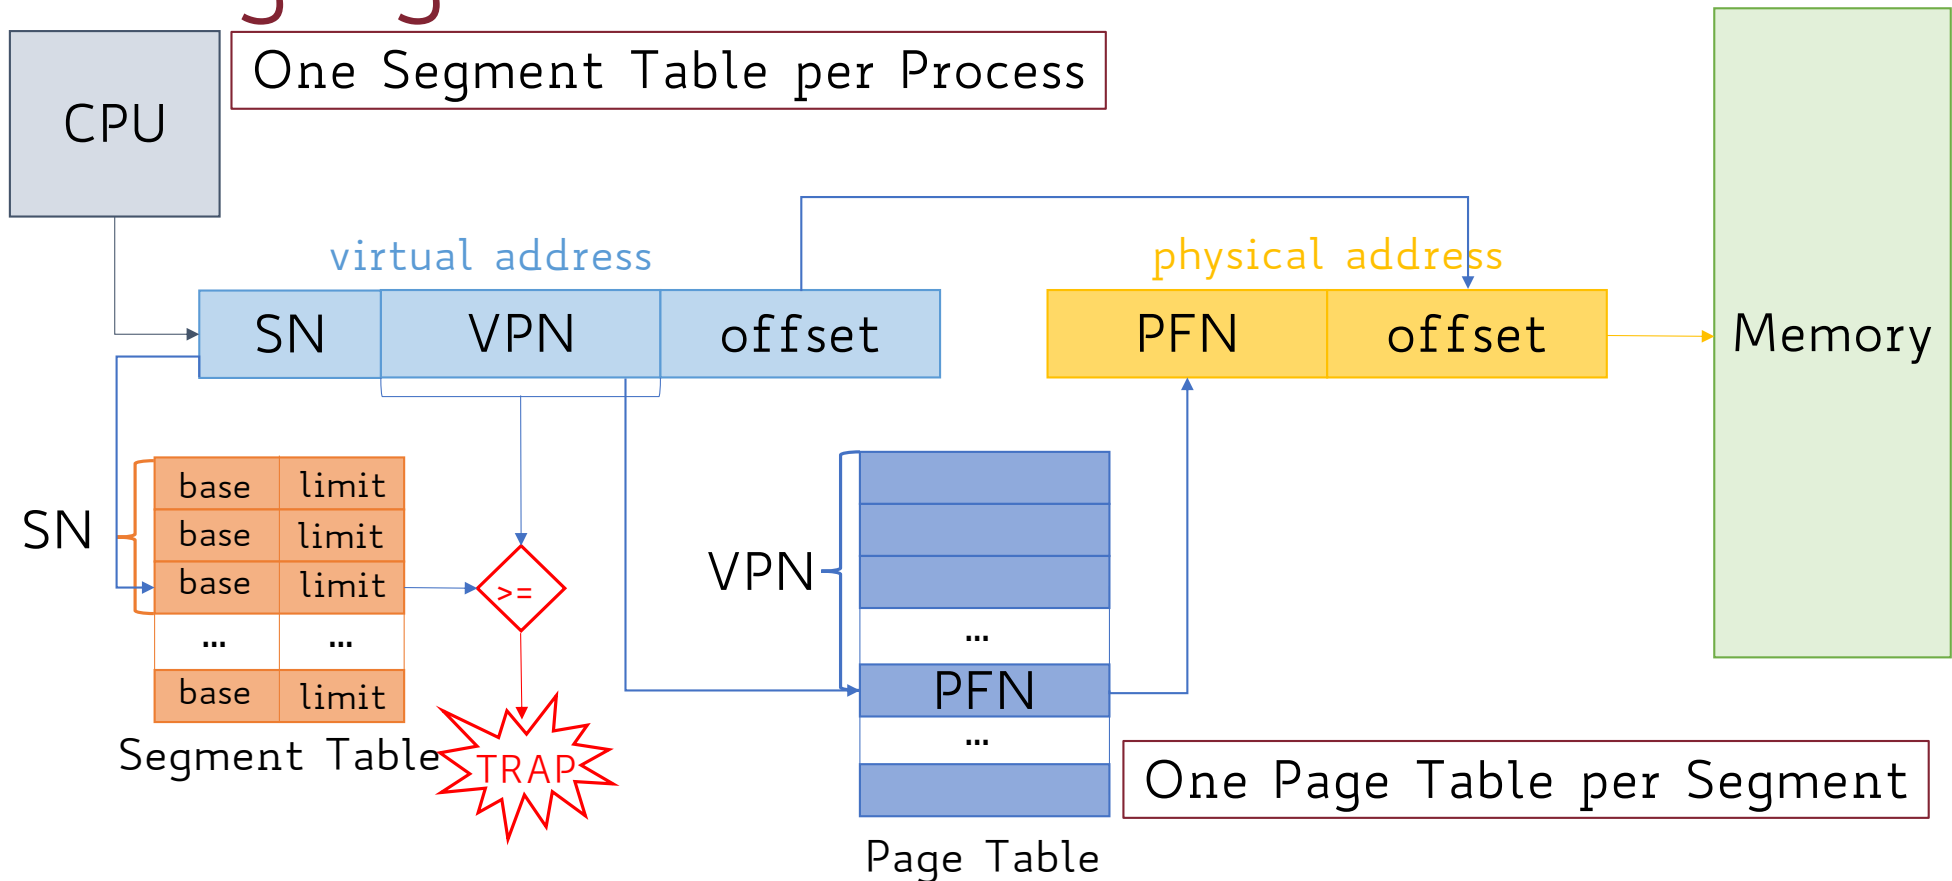 One Segment Table per Process
CPU
virtual address
physical address
SN VPN offset
PFN offset
Memory
SN
base limit
base limit
base limit
... ...
base limit
Segment Table
>=
TRAP
VPN
...
PFN
...
Page Table
One Page Table per Segment